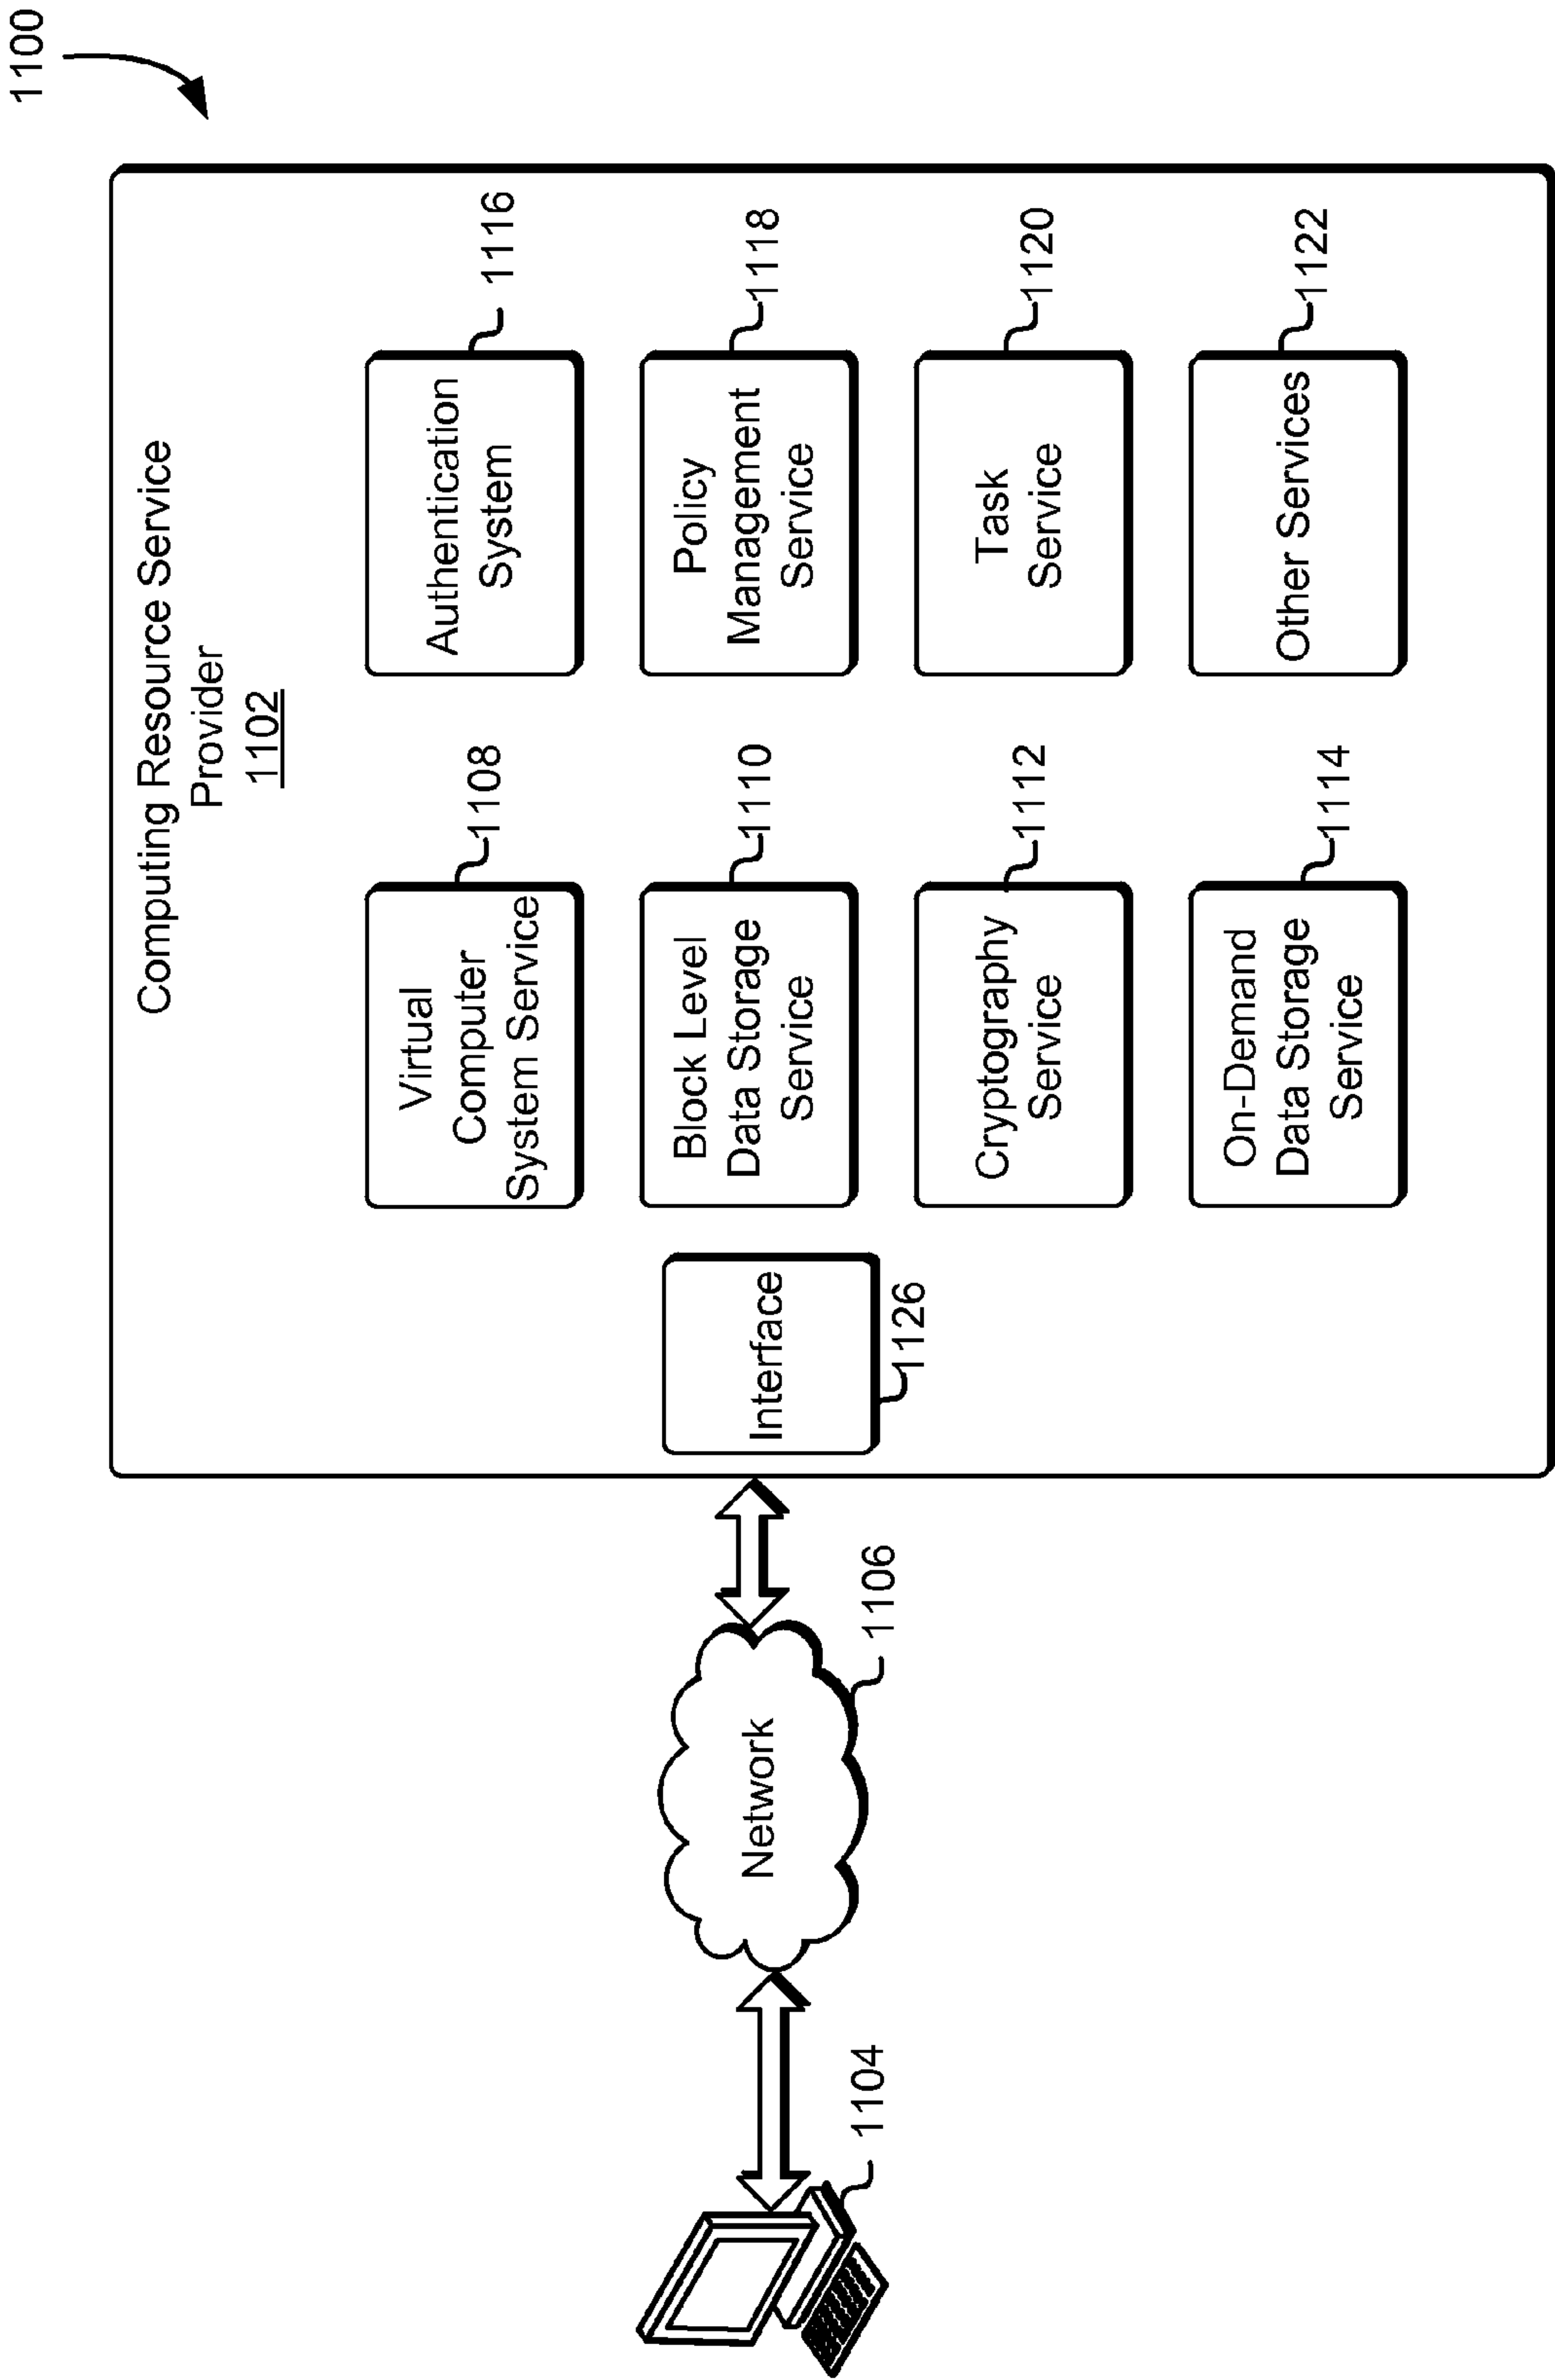 1100
Computing Resource Service
Provider
1102
Virtual
Computer
System Service
1108
Authentication
System
1116
Block Level
Data Storage
Service
1110
Policy
Management
Service
1118
Interface
1126
Cryptography
Service
1112
Task
Service
1120
On-Demand
Data Storage
Service
1114
Other Services
1122
Network
1106
1104